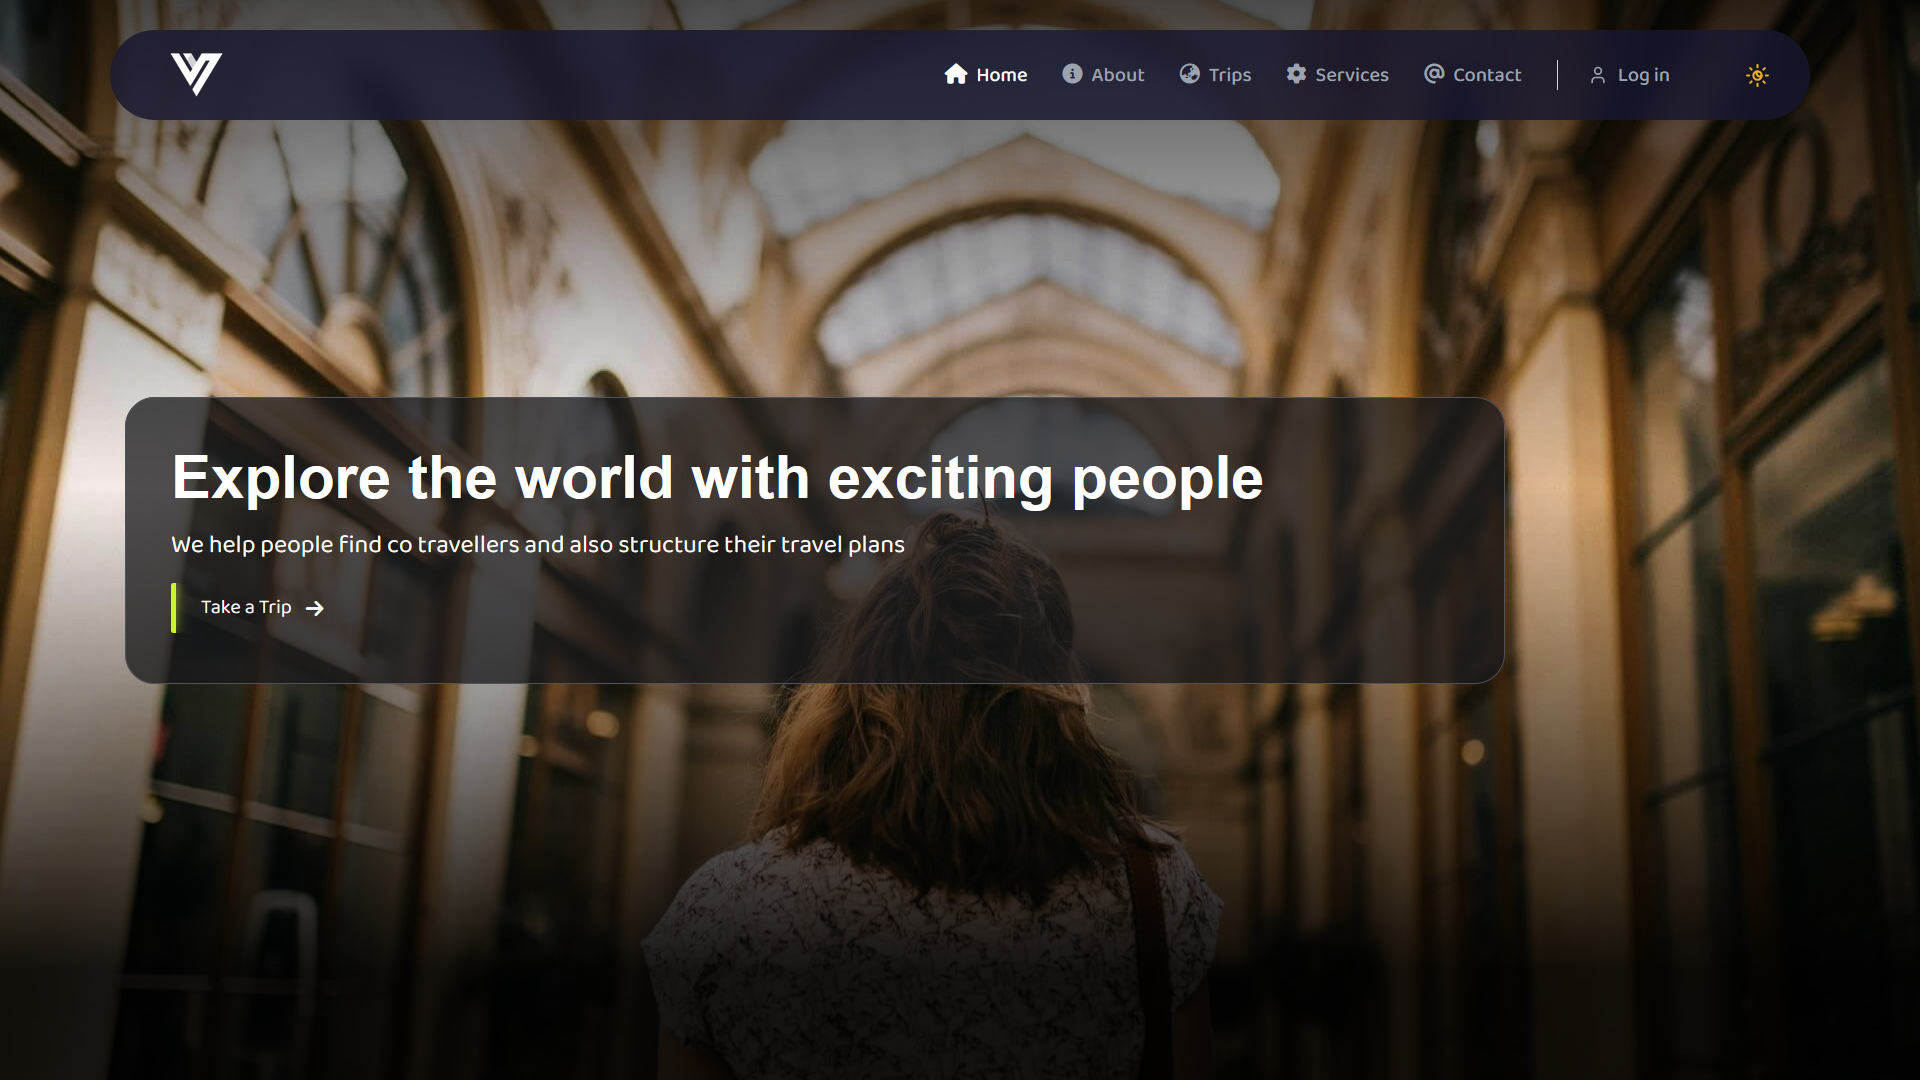 Home About Trips Services Contact Log in
Explore the world with exciting people
We help people find co travellers and also structure their travel plans
Take a Trip